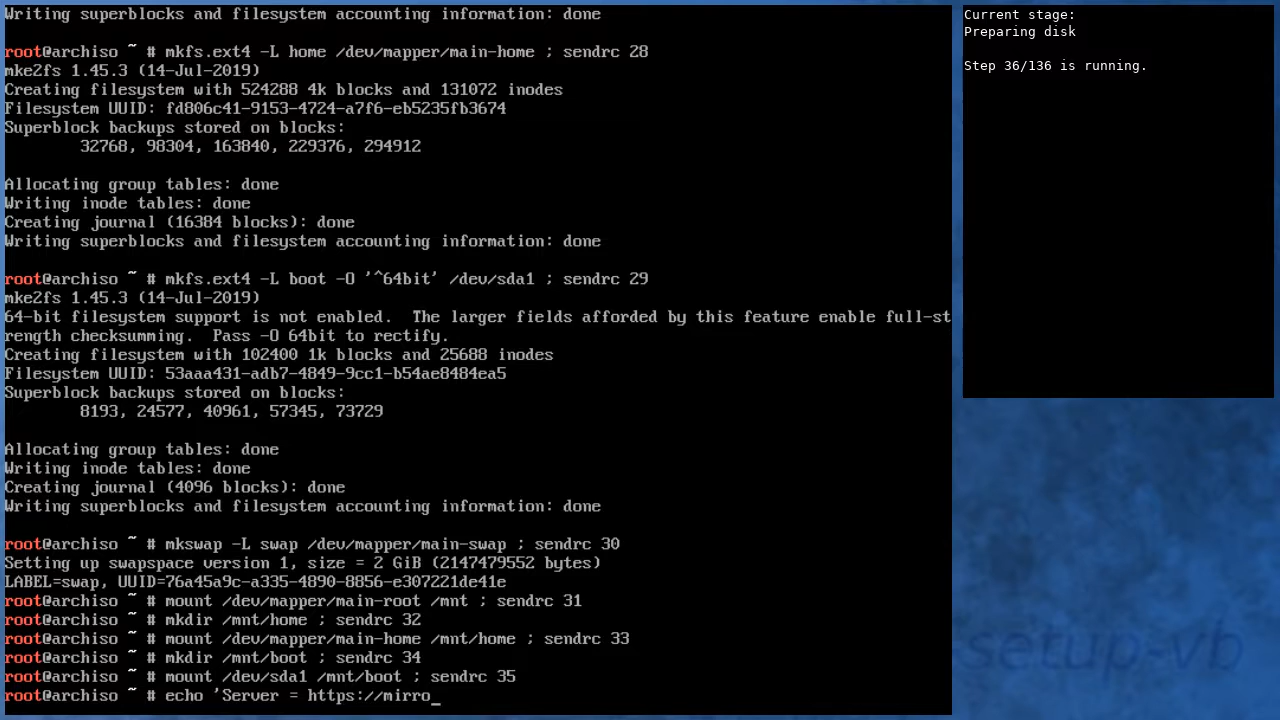 Writing superblocks and filesystem accounting information: done
root@archiso ~ # mkfs.ext4 -L home /dev/mapper/main-home ; sendrc 28
mke2fs 1.45.3 (14-Jul-2019)
Creating filesystem with 524288 4k blocks and 131072 inodes
Filesystem UUID: fd806c41-9153-4724-a7f6-eb5235fb3674
Superblock backups stored on blocks:
32768, 98304, 163840, 229376, 294912
Allocating group tables: done
Writing inode tables: done
Creating journal (16384 blocks): done
Writing superblocks and filesystem accounting information: done
root@archiso ~ # mkfs.ext4 -L boot -O '^64bit' /dev/sda1 ; sendrc 29
mke2fs 1.45.3 (14-Jul-2019)
64-bit filesystem support is not enabled.  The larger fields afforded by this feature enable full-st
rength checksumming.  Pass -O 64bit to rectify.
Creating filesystem with 102400 1k blocks and 25688 inodes
Filesystem UUID: 53aaa431-adb7-4849-9cc1-b54ae8484ea5
Superblock backups stored on blocks:
8193, 24577, 40961, 57345, 73729
Allocating group tables: done
Writing inode tables: done
Creating journal (4096 blocks): done
Writing superblocks and filesystem accounting information: done
root@archiso ~ # mkswap -L swap /dev/mapper/main-swap ; sendrc 30
Setting up swapspace version 1, size = 2 GiB (2147479552 bytes)
LABEL=swap, UUID=76a45a9c-a335-4890-8856-e307221de41e
root@archiso ~ # mount /dev/mapper/main-root /mnt ; sendrc 31
root@archiso ~ # mkdir /mnt/home ; sendrc 32
root@archiso ~ # mount /dev/mapper/main-home /mnt/home ; sendrc 33
root@archiso ~ # mkdir /mnt/boot ; sendrc 34
root@archiso ~ # mount /dev/sda1 /mnt/boot ; sendrc 35
root@archiso ~ # echo 'Server = https://mirro_
Current stage:
Preparing disk
Step 36/136 is running.
setup-vb